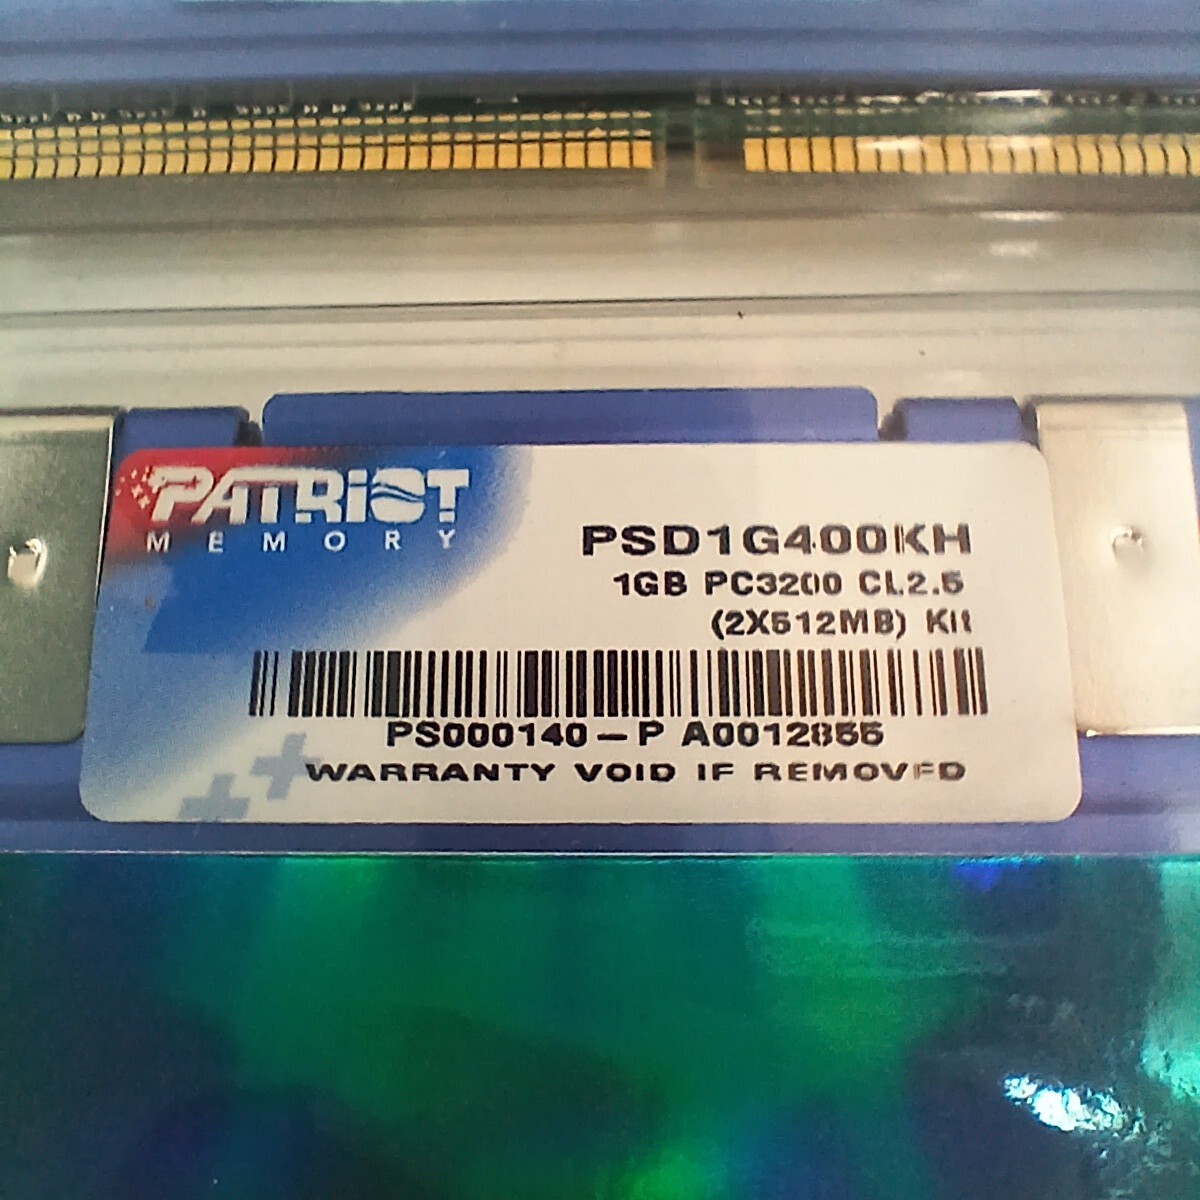 PATRIOT
MEMORY
PSD1G400KH
1GB PC3200 CL2.5
(2X512MB) Kit
PS000140-P A0012855
WARRANTY VOID IF REMOVED